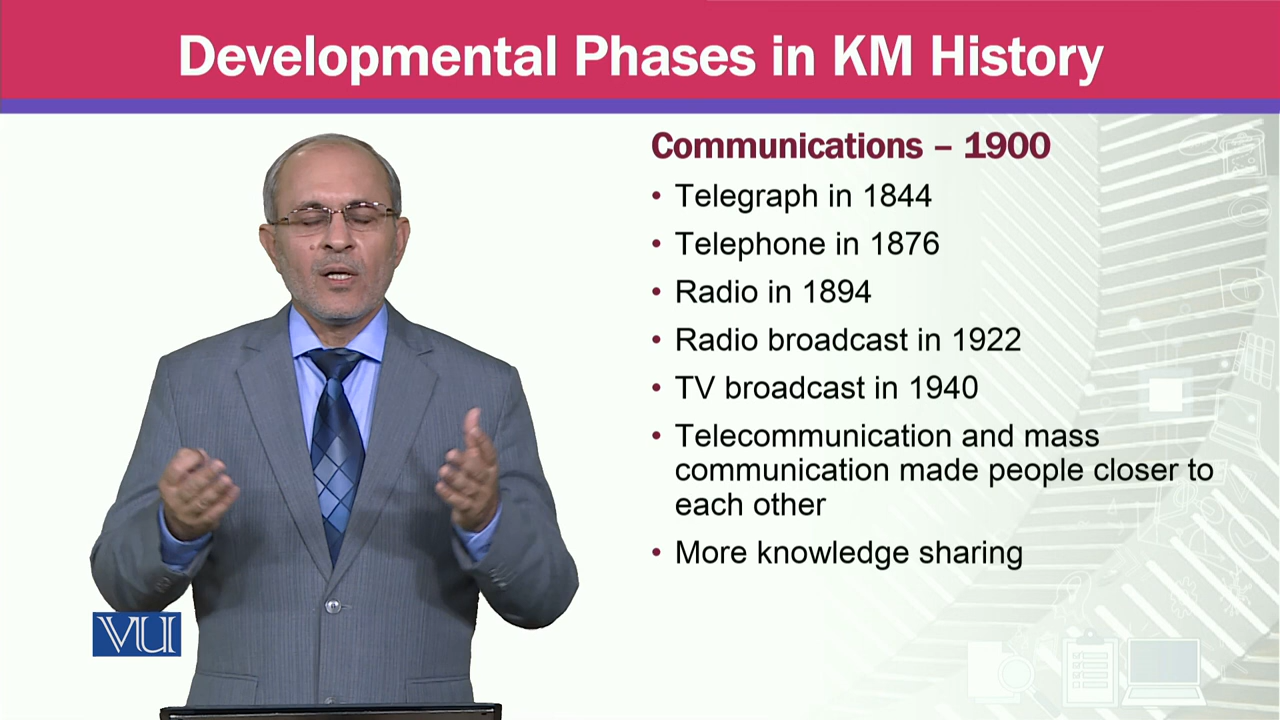 Developmental Phases in KM History
Communications – 1900
• Telegraph in 1844
• Telephone in 1876
• Radio in 1894
• Radio broadcast in 1922
• TV broadcast in 1940
• Telecommunication and mass
communication made people closer to
each other
• More knowledge sharing
VU